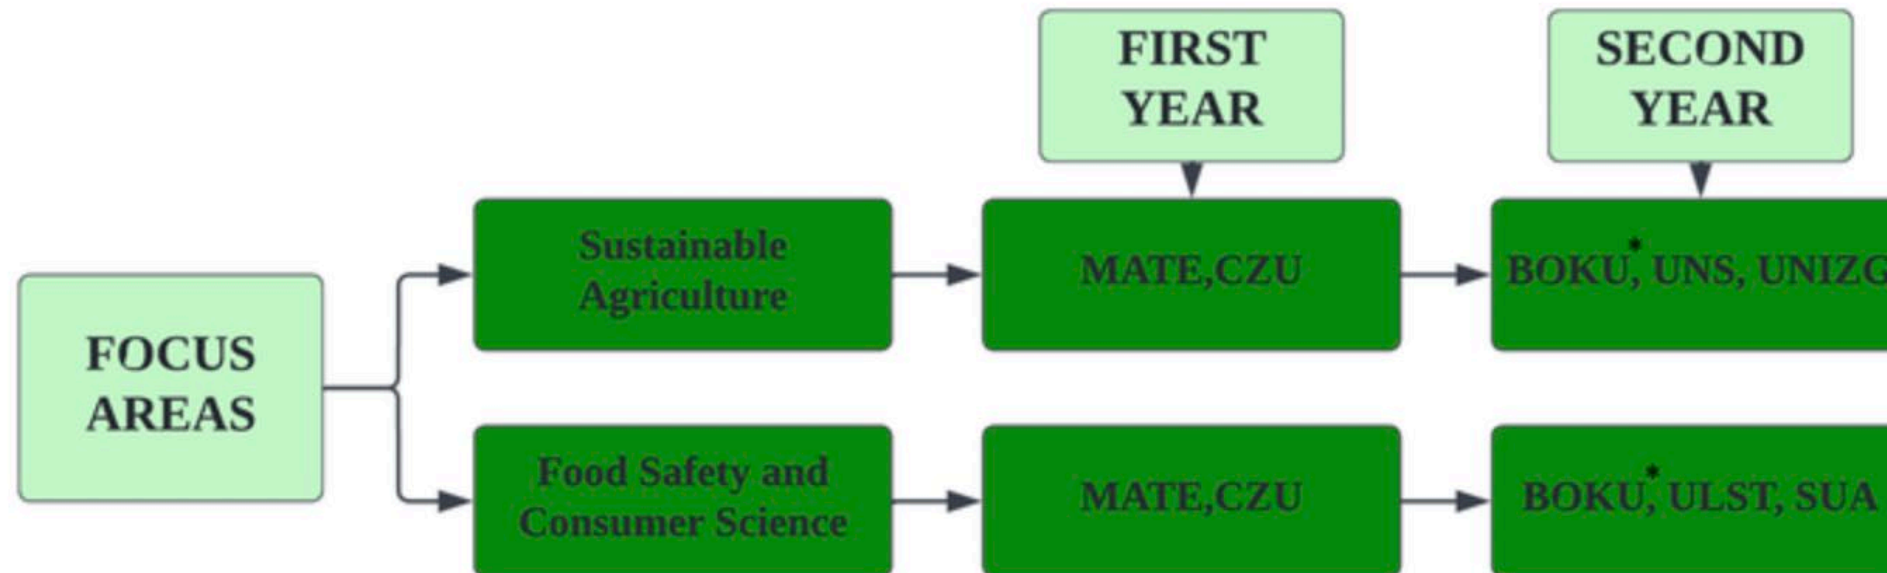 FIRST
YEAR
SECOND
YEAR
FOCUS
AREAS
Sustainable
Agriculture
MATE,CZU
BOKU,* UNS, UNIZG
Food Safety and
Consumer Science
MATE,CZU
BOKU,* ULST, SUA